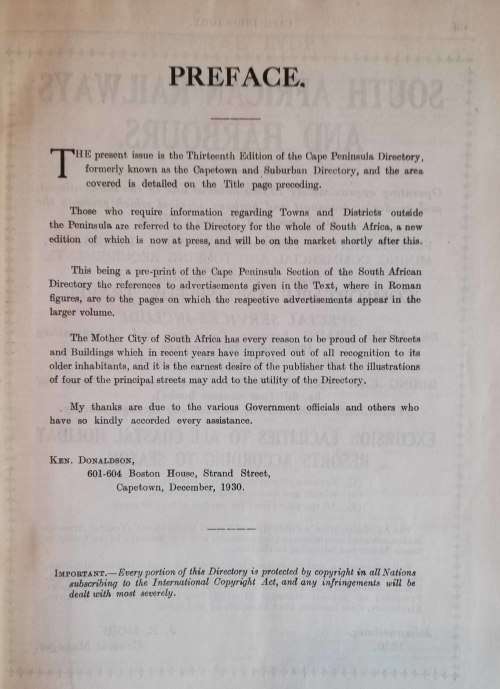 PREFACE.
THE present issue is the Thirteenth Edition of the Cape Peninsula Directory,
formerly known as the Capetown and Suburban Directory, and the area
covered is detailed on the Title page preceding.
Those who require information regarding Towns and Districts outside
the Peninsula are referred to the Directory for the whole of South Africa, a new
edition of which is now at press, and will be on the market shortly after this.
This being a pre-print of the Cape Peninsula Section of the South African
Directory the references to advertisements given in the Text, where in Roman
figures, are to the pages on which the respective advertisements appear in the
larger volume.
The Mother City of South Africa has every reason to be proud of her Streets
and Buildings which in recent years have improved out of all recognition to its
older inhabitants, and it is the earnest desire of the publisher that the illustrations
of four of the principal streets may add to the utility of the Directory.
My thanks are due to the various Government officials and others who
have so kindly accorded every assistance.
KEN. DONALDSON,
601-604 Boston House, Strand Street,
Capetown, December, 1930.
IMPORTANT.—Every portion of this Directory is protected by copyright in all Nations
subscribing to the International Copyright Act, and any infringements will be
dealt with most severely.
SOUTH AFRICAN RAILWAYS
AND HARBOURS
EXCURSION FACILITIES TO ALL COASTAL HOLIDAY